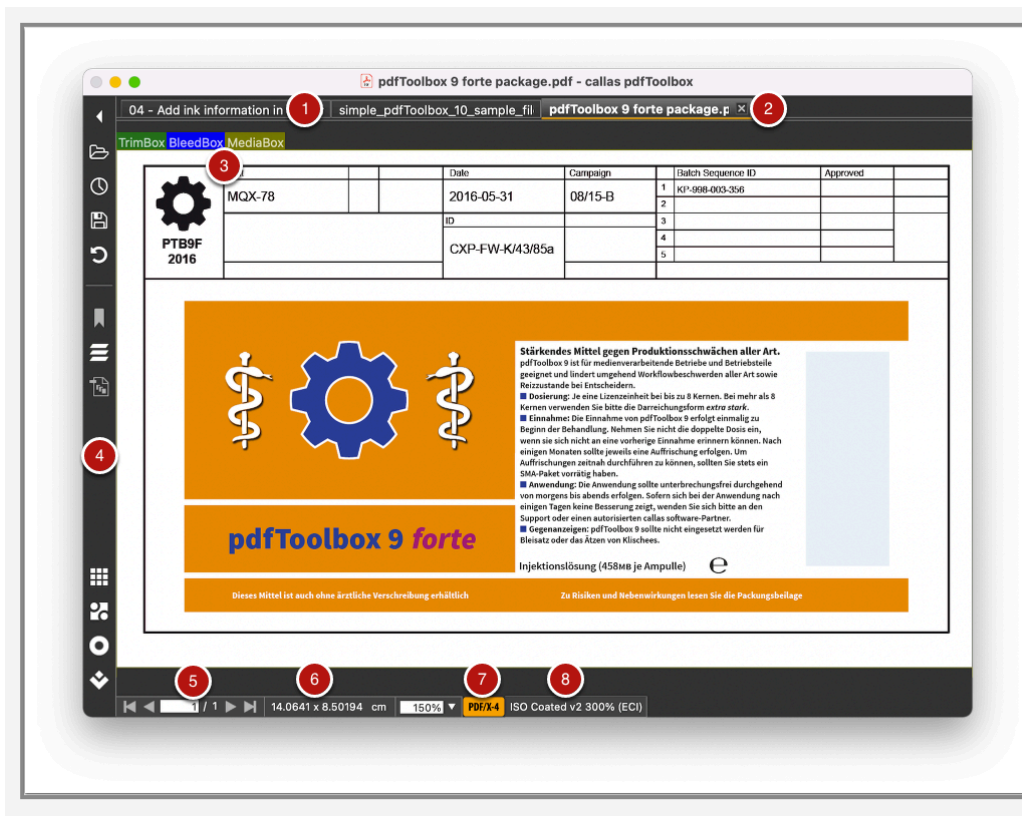 pdfToolbox 9 forte package.pdf - callas pdfToolbox
04 - Add ink information in 1 simple_pdfToolbox_10_sample_fil pdfToolbox 9 forte package.p × 2
TrimBox BleedBox MediaBox
3
Date Campaign Batch Sequence ID Approved
MQX-78 2016-05-31 08/15-B 1 KP-998-003-356
2
ID 3
PTB9F CXP-FW-K/43/85a 4
2016 5
Stärkendes Mittel gegen Produktionsschwächen aller Art.
pdfToolbox 9 ist für medienverarbeitende Betriebe und Betriebsteile
geeignet und lindert umgehend Workflowbeschwerden aller Art sowie
Reizzustande bei Entscheidern.
Dosierung: Je eine Lizenzeinheit bei bis zu 8 Kernen. Bei mehr als 8
Kernen verwenden Sie bitte die Darreichungsform extra stark.
Einnahme: Die Einnahme von pdfToolbox 9 erfolgt einmalig zu
Beginn der Behandlung. Nehmen Sie nicht die doppelte Dosis ein,
wenn sie sich nicht an eine vorherige Einnahme erinnern können. Nach
einigen Monaten sollte jeweils eine Auffrischung erfolgen. Um
Auffrischungen zeitnah durchführen zu können, sollten Sie stets ein
SMA-Paket vorrätig haben.
Anwendung: Die Anwendung sollte unterbrechungsfrei durchgehend
von morgens bis abends erfolgen. Sofern sich bei der Anwendung nach
einigen Tagen keine Besserung zeigt, wenden Sie sich bitte an den
Support oder einen autorisierten callas software-Partner.
Gegenanzeigen: pdfToolbox 9 sollte nicht eingesetzt werden für
Bleisatz oder das Ätzen von Klischees.
4
pdfToolbox 9 forte
Injektionslösung (458MB je Ampulle) ℮
Dieses Mittel ist auch ohne ärztliche Verschreibung erhältlich Zu Risiken und Nebenwirkungen lesen Sie die Packungsbeilage
5 6 7 8
1 / 1 14.0641 x 8.50194 cm 150% PDF/X-4 ISO Coated v2 300% (ECI)